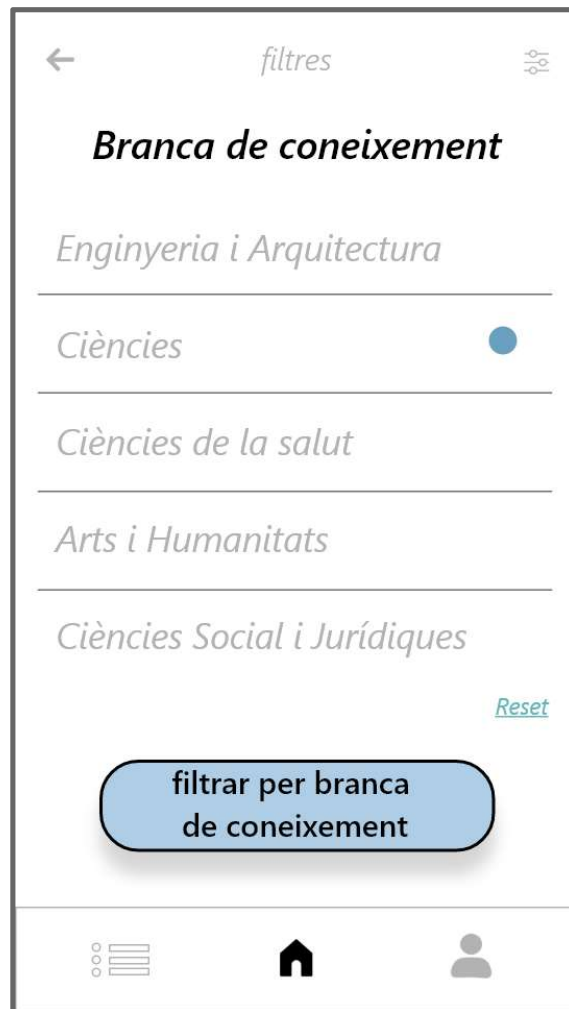 filtres
Branca de coneixement
Enginyeria i Arquitectura
Ciències
Ciències de la salut
Arts i Humanitats
Ciències Social i Jurídiques
Reset
filtrar per branca
de coneixement